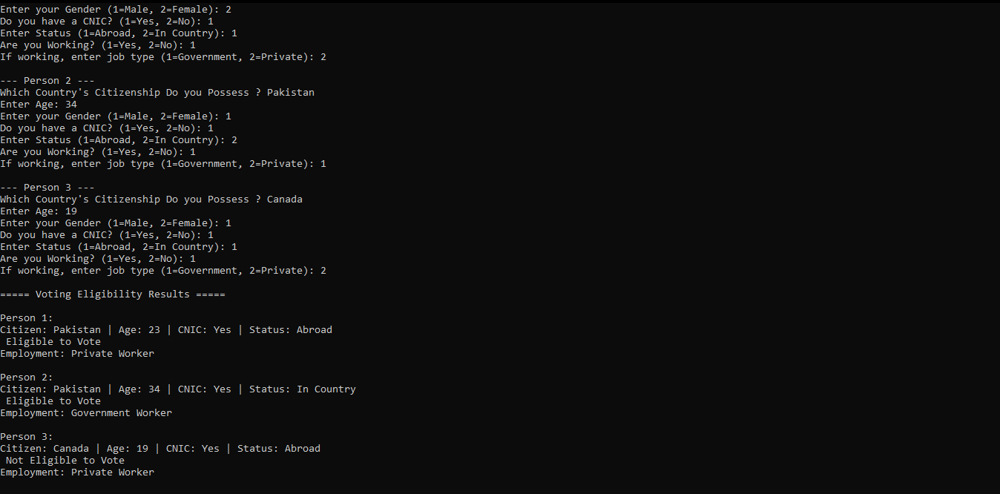 Enter your Gender (1=Male, 2=Female): 2
Do you have a CNIC? (1=Yes, 2=No): 1
Enter Status (1=Abroad, 2=In Country): 1
Are you Working? (1=Yes, 2=No): 1
If working, enter job type (1=Government, 2=Private): 2
--- Person 2 ---
Which Country's Citizenship Do you Possess ? Pakistan
Enter Age: 34
Enter your Gender (1=Male, 2=Female): 1
Do you have a CNIC? (1=Yes, 2=No): 1
Enter Status (1=Abroad, 2=In Country): 2
Are you Working? (1=Yes, 2=No): 1
If working, enter job type (1=Government, 2=Private): 1
--- Person 3 ---
Which Country's Citizenship Do you Possess ? Canada
Enter Age: 19
Enter your Gender (1=Male, 2=Female): 1
Do you have a CNIC? (1=Yes, 2=No): 1
Enter Status (1=Abroad, 2=In Country): 1
Are you Working? (1=Yes, 2=No): 1
If working, enter job type (1=Government, 2=Private): 2
===== Voting Eligibility Results =====
Person 1:
Citizen: Pakistan | Age: 23 | CNIC: Yes | Status: Abroad
Eligible to Vote
Employment: Private Worker
Person 2:
Citizen: Pakistan | Age: 34 | CNIC: Yes | Status: In Country
Eligible to Vote
Employment: Government Worker
Person 3:
Citizen: Canada | Age: 19 | CNIC: Yes | Status: Abroad
Not Eligible to Vote
Employment: Private Worker